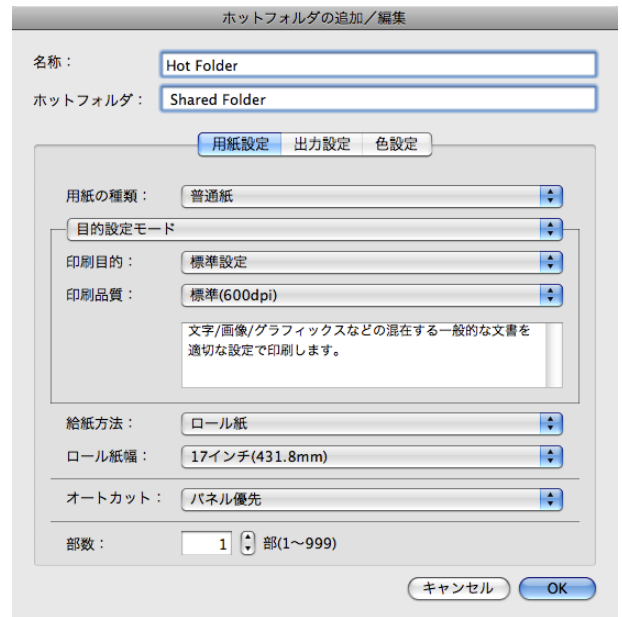 ホットフォルダの追加／編集
名称： Hot Folder
ホットフォルダ： Shared Folder
用紙設定 出力設定 色設定
用紙の種類： 普通紙
目的設定モード
印刷目的： 標準設定
印刷品質： 標準(600dpi)
文字/画像/グラフィックスなどの混在する一般的な文書を
適切な設定で印刷します。
給紙方法： ロール紙
ロール紙幅： 17インチ(431.8mm)
オートカット： パネル優先
部数： 1 部(1〜999)
キャンセル OK